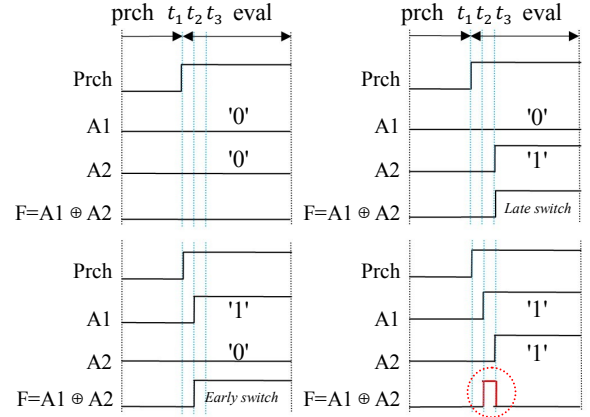 prch t₁ t₂ t₃ eval
Prch
A1 '0'
A2 '0'
F=A1 ⊕ A2
prch t₁ t₂ t₃ eval
Prch
A1 '0'
A2 '1'
F=A1 ⊕ A2 Late switch
Prch
A1 '1'
A2 '0'
F=A1 ⊕ A2 Early switch
Prch
A1 '1'
A2 '1'
F=A1 ⊕ A2